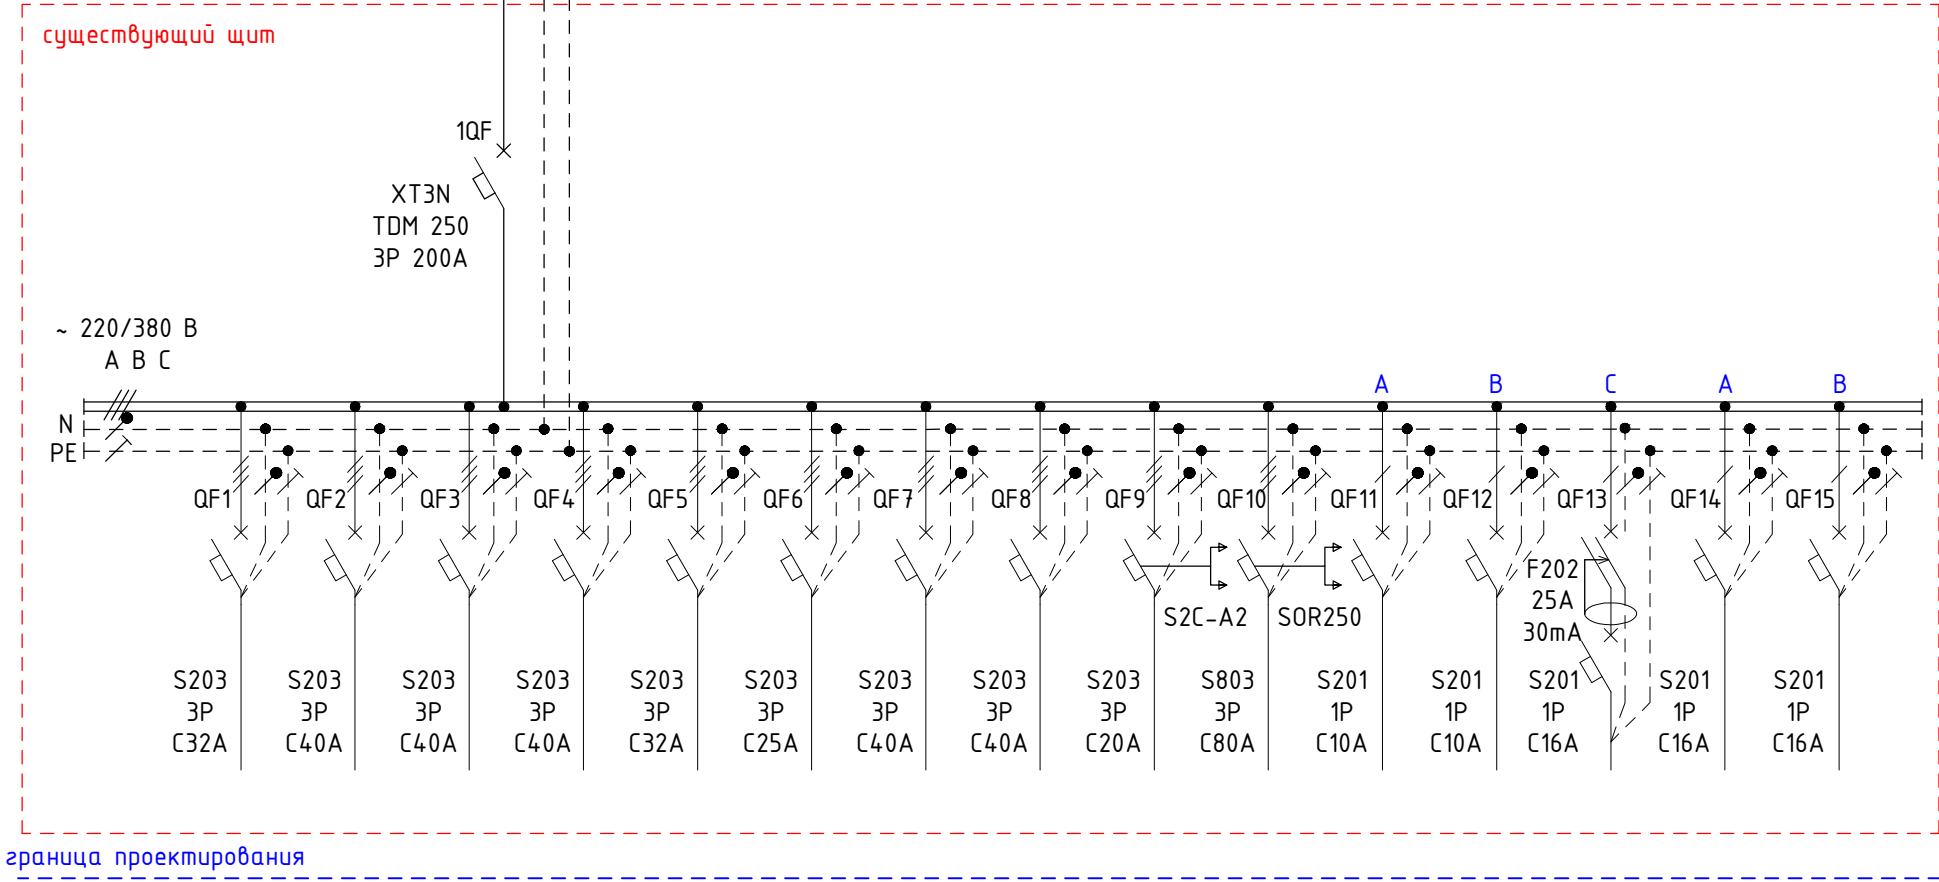 существующий щит
1QF
XT3N
TDM 250
3P 200A
~ 220/380 В
A B C
A B C A B
N
PE
QF1 QF2 QF3 QF4 QF5 QF6 QF7 QF8 QF9 QF10 QF11 QF12 QF13 QF14 QF15
F202
25A
30mA
S2C-A2 SOR250
S203 S203 S203 S203 S203 S203 S203 S203 S203 S803 S201 S201 S201 S201 S201
3P 3P 3P 3P 3P 3P 3P 3P 3P 3P 1P 1P 1P 1P 1P
C32A C40A C40A C40A C32A C25A C40A C40A C20A C80A C10A C10A C16A C16A C16A
граница проектирования